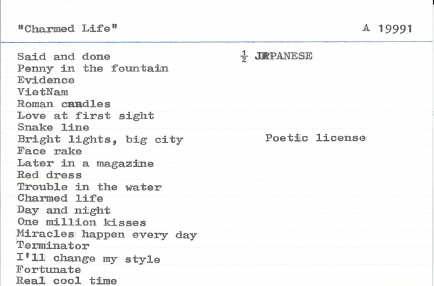 "Charmed Life" A 19991
Said and done ½ JAPANESE
Penny in the fountain
Evidence
VietNam
Roman candles
Love at first sight
Snake line
Bright lights, big city Poetic license
Face rake
Later in a magazine
Red dress
Trouble in the water
Charmed life
Day and night
One million kisses
Miracles happen every day
Terminator
I'll change my style
Fortunate
Real cool time